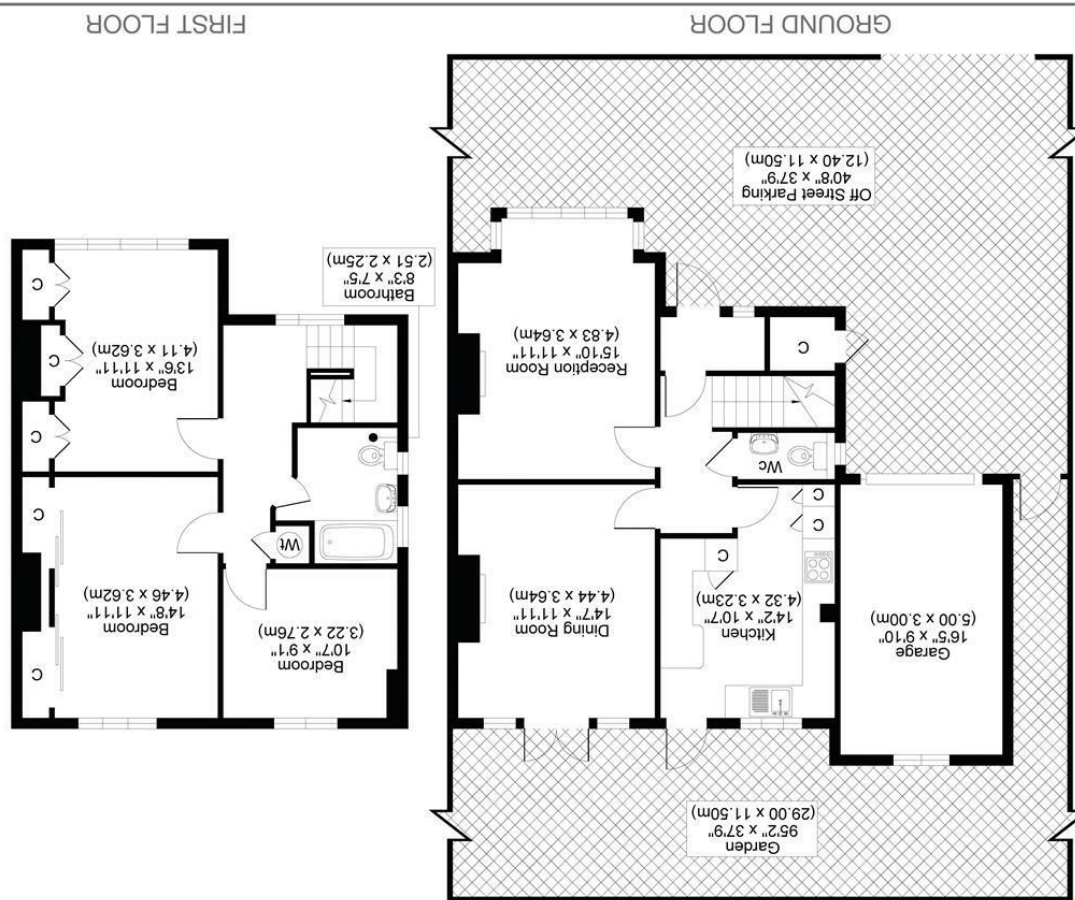 Garden
95'2" x 37'9"
(29.00 x 11.50m)
Garage
16'5" x 9'10"
(5.00 x 3.00m)
Kitchen
14'2" x 10'7"
(4.32 x 3.23m)
Dining Room
14'7" x 11'11"
(4.44 x 3.64m)
C
C
C
Wc
C
Reception Room
15'10" x 11'11"
(4.83 x 3.64m)
Off Street Parking
40'8" x 37'9"
(12.40 x 11.50m)
GROUND FLOOR
Bedroom
10'7" x 9'1"
(3.22 x 2.76m)
Bedroom
14'8" x 11'11"
(4.46 x 3.62m)
C
C
Wt
Bedroom
13'6" x 11'11"
(4.11 x 3.62m)
C
C
C
Bathroom
8'3" x 7'5"
(2.51 x 2.25m)
FIRST FLOOR